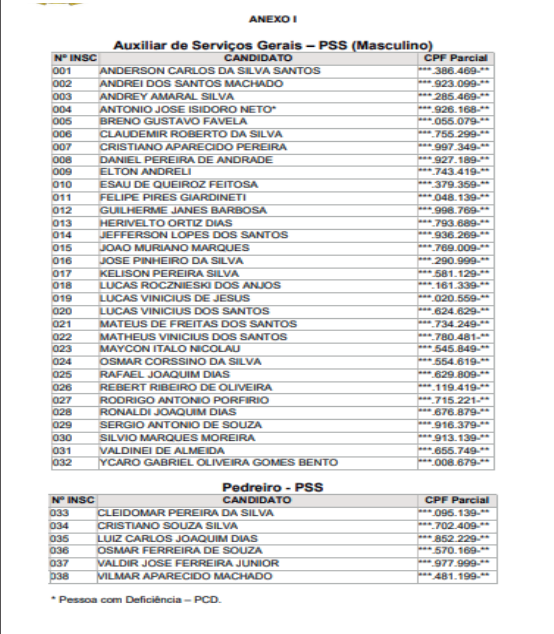 ANEXO I
Auxiliar de Serviços Gerais – PSS (Masculino)
Nº INSC CANDIDATO CPF Parcial
001 ANDERSON CARLOS DA SILVA SANTOS ***.386.469-**
002 ANDREI DOS SANTOS MACHADO ***.923.099-**
003 ANDREY AMARAL SILVA ***.285.469-**
004 ANTONIO JOSE ISIDORO NETO* ***.926.168-**
005 BRENO GUSTAVO FAVELA ***.055.079-**
006 CLAUDEMIR ROBERTO DA SILVA ***.755.299-**
007 CRISTIANO APARECIDO PEREIRA ***.997.349-**
008 DANIEL PEREIRA DE ANDRADE ***.927.189-**
009 ELTON ANDRELI ***.743.419-**
010 ESAU DE QUEIROZ FEITOSA ***.379.359-**
011 FELIPE PIRES GIARDINETI ***.048.139-**
012 GUILHERME JANES BARBOSA ***.998.769-**
013 HERIVELTO ORTIZ DIAS ***.793.689-**
014 JEFFERSON LOPES DOS SANTOS ***.936.269-**
015 JOAO MURIANO MARQUES ***.769.009-**
016 JOSE PINHEIRO DA SILVA ***.290.999-**
017 KELISON PEREIRA SILVA ***.581.129-**
018 LUCAS ROCZNIESKI DOS ANJOS ***.161.339-**
019 LUCAS VINICIUS DE JESUS ***.020.559-**
020 LUCAS VINICIUS DOS SANTOS ***.624.629-**
021 MATEUS DE FREITAS DOS SANTOS ***.734.249-**
022 MATHEUS VINICIUS DOS SANTOS ***.780.481-**
023 MAYCON ITALO NICOLAU ***.545.849-**
024 OSMAR CORSSINO DA SILVA ***.554.619-**
025 RAFAEL JOAQUIM DIAS ***.629.809-**
026 REBERT RIBEIRO DE OLIVEIRA ***.119.419-**
027 RODRIGO ANTONIO PORFIRIO ***.715.221-**
028 RONALDI JOAQUIM DIAS ***.676.879-**
029 SERGIO ANTONIO DE SOUZA ***.916.379-**
030 SILVIO MARQUES MOREIRA ***.913.139-**
031 VALDINEI DE ALMEIDA ***.655.749-**
032 YCARO GABRIEL OLIVEIRA GOMES BENTO ***.008.679-**
Pedreiro - PSS
Nº INSC CANDIDATO CPF Parcial
033 CLEIDOMAR PEREIRA DA SILVA ***.095.139-**
034 CRISTIANO SOUZA SILVA ***.702.409-**
035 LUIZ CARLOS JOAQUIM DIAS ***.852.229-**
036 OSMAR FERREIRA DE SOUZA ***.570.169-**
037 VALDIR JOSE FERREIRA JUNIOR ***.977.999-**
038 VILMAR APARECIDO MACHADO ***.481.199-**
* Pessoa com Deficiência – PCD.